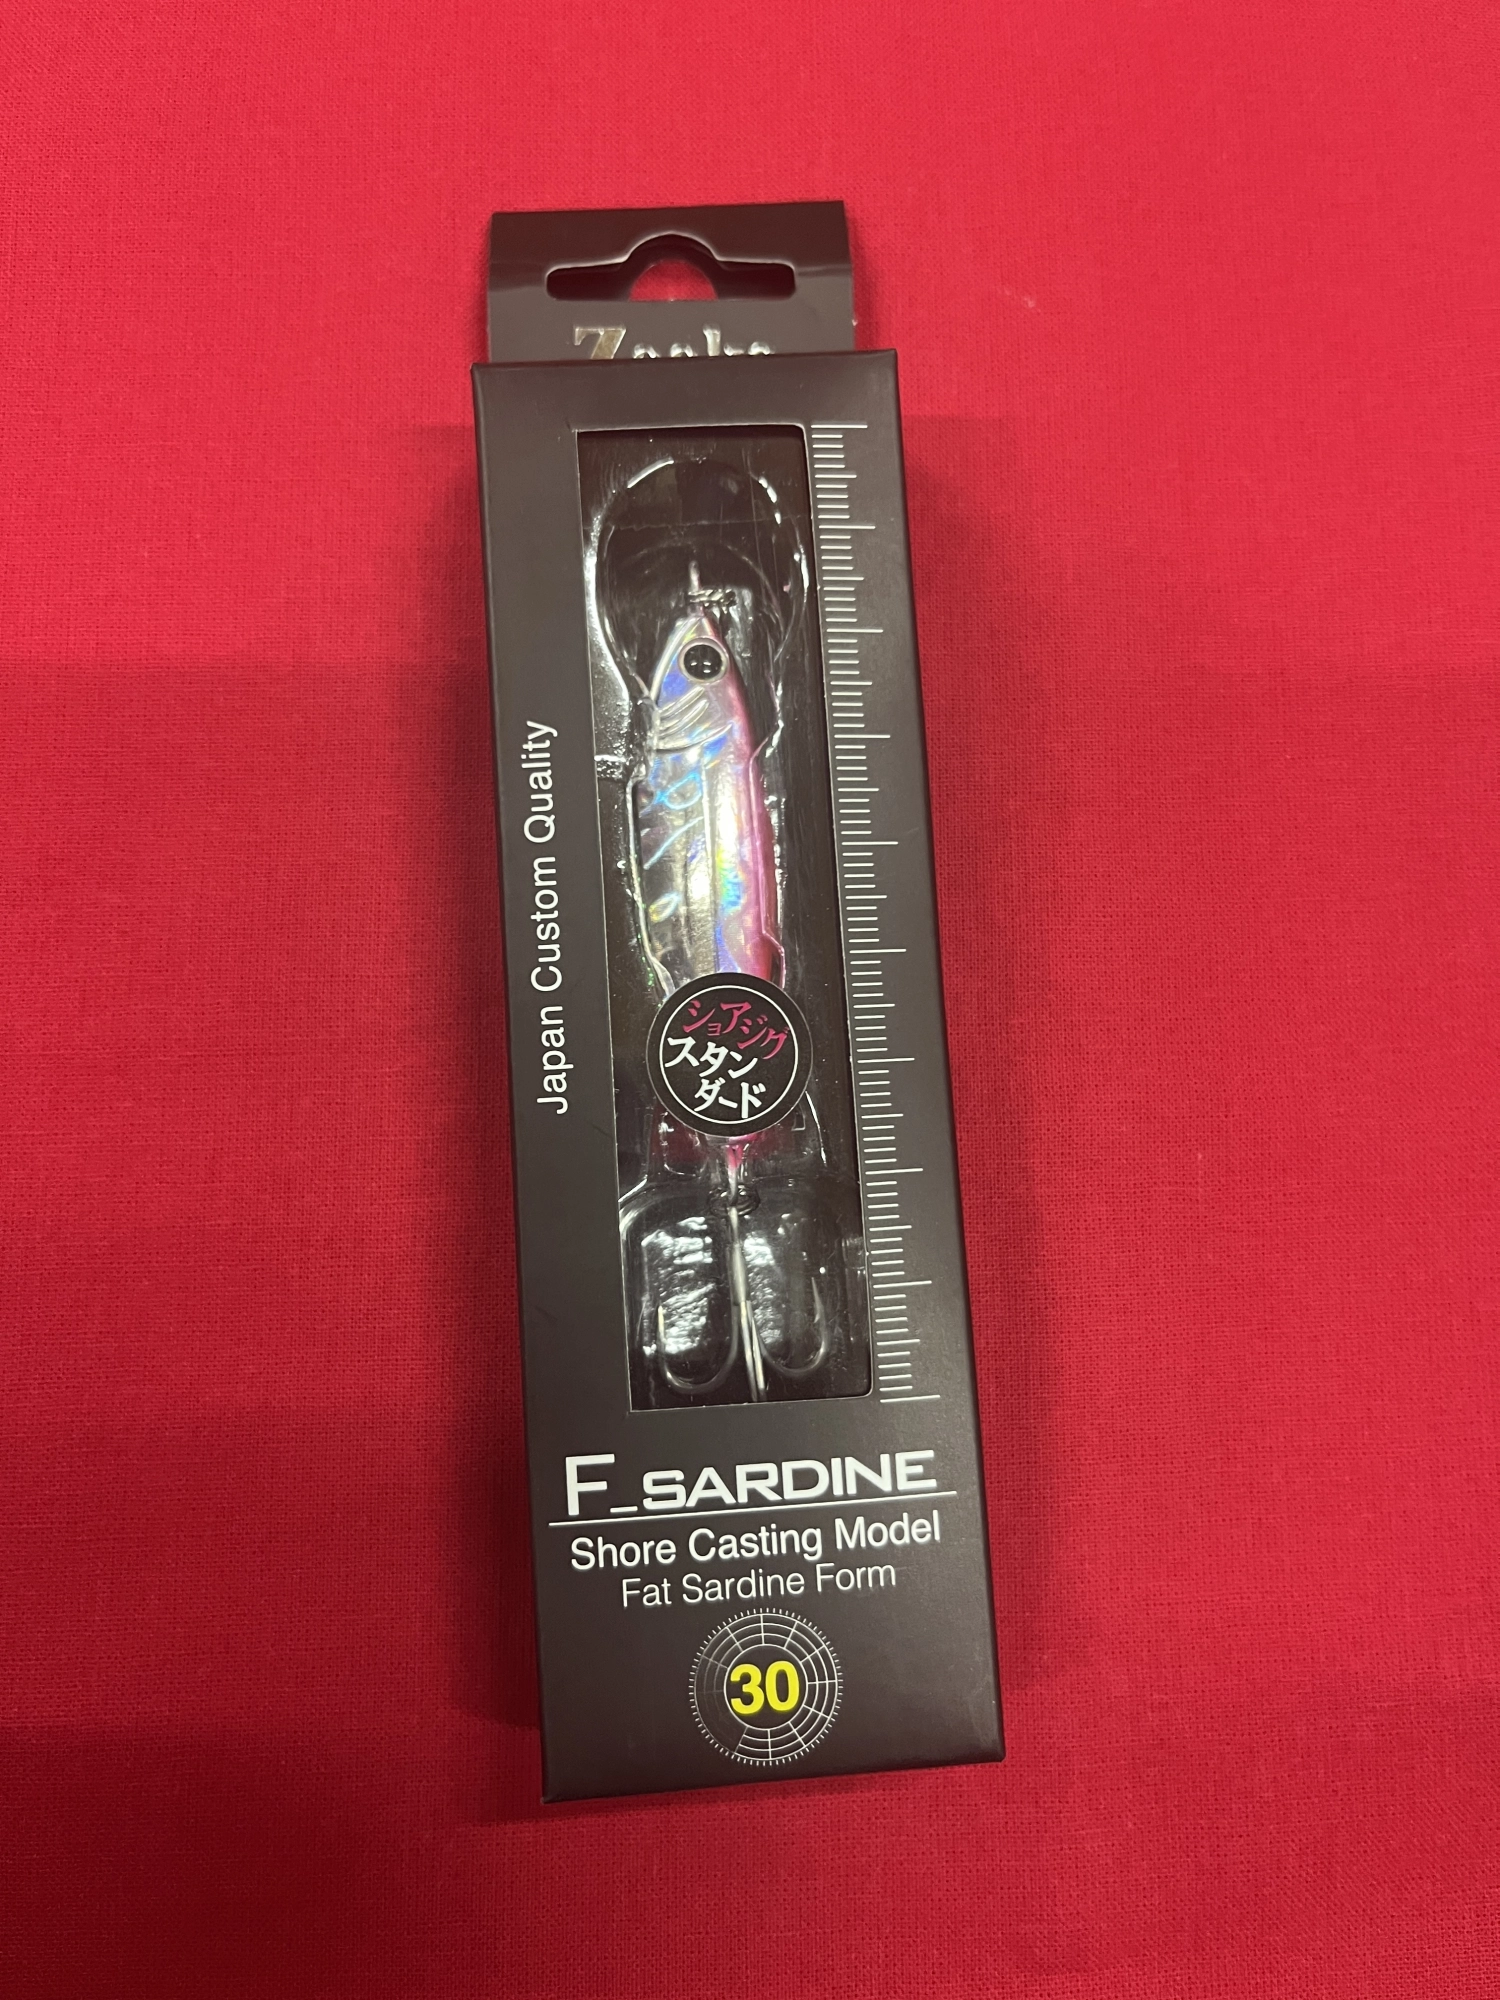 Japan Custom Quality
ショアジグ
スタン
ダード
F_SARDINE
Shore Casting Model
Fat Sardine Form
30